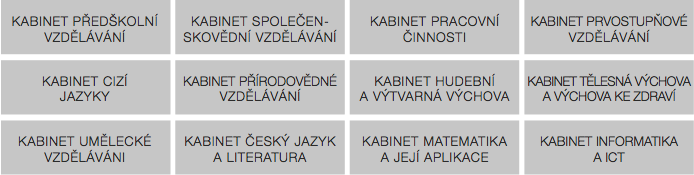 KABINET PŘEDŠKOLNÍ
VZDĚLÁVÁNÍ
KABINET SPOLEČEN-
SKOVĚDNÍ VZDĚLÁVÁNÍ
KABINET PRACOVNÍ
ČINNOSTI
KABINET PRVOSTUPŇOVÉ
VZDĚLÁVÁNÍ
KABINET CIZÍ
JAZYKY
KABINET PŘÍRODOVĚDNÉ
VZDĚLÁVÁNÍ
KABINET HUDEBNÍ
A VÝTVARNÁ VÝCHOVA
KABINET TĚLESNÁ VÝCHOVA
A VÝCHOVA KE ZDRAVÍ
KABINET UMĚLECKÉ
VZDĚLÁVÁNI
KABINET ČESKÝ JAZYK
A LITERATURA
KABINET MATEMATIKA
A JEJÍ APLIKACE
KABINET INFORMATIKA
A ICT